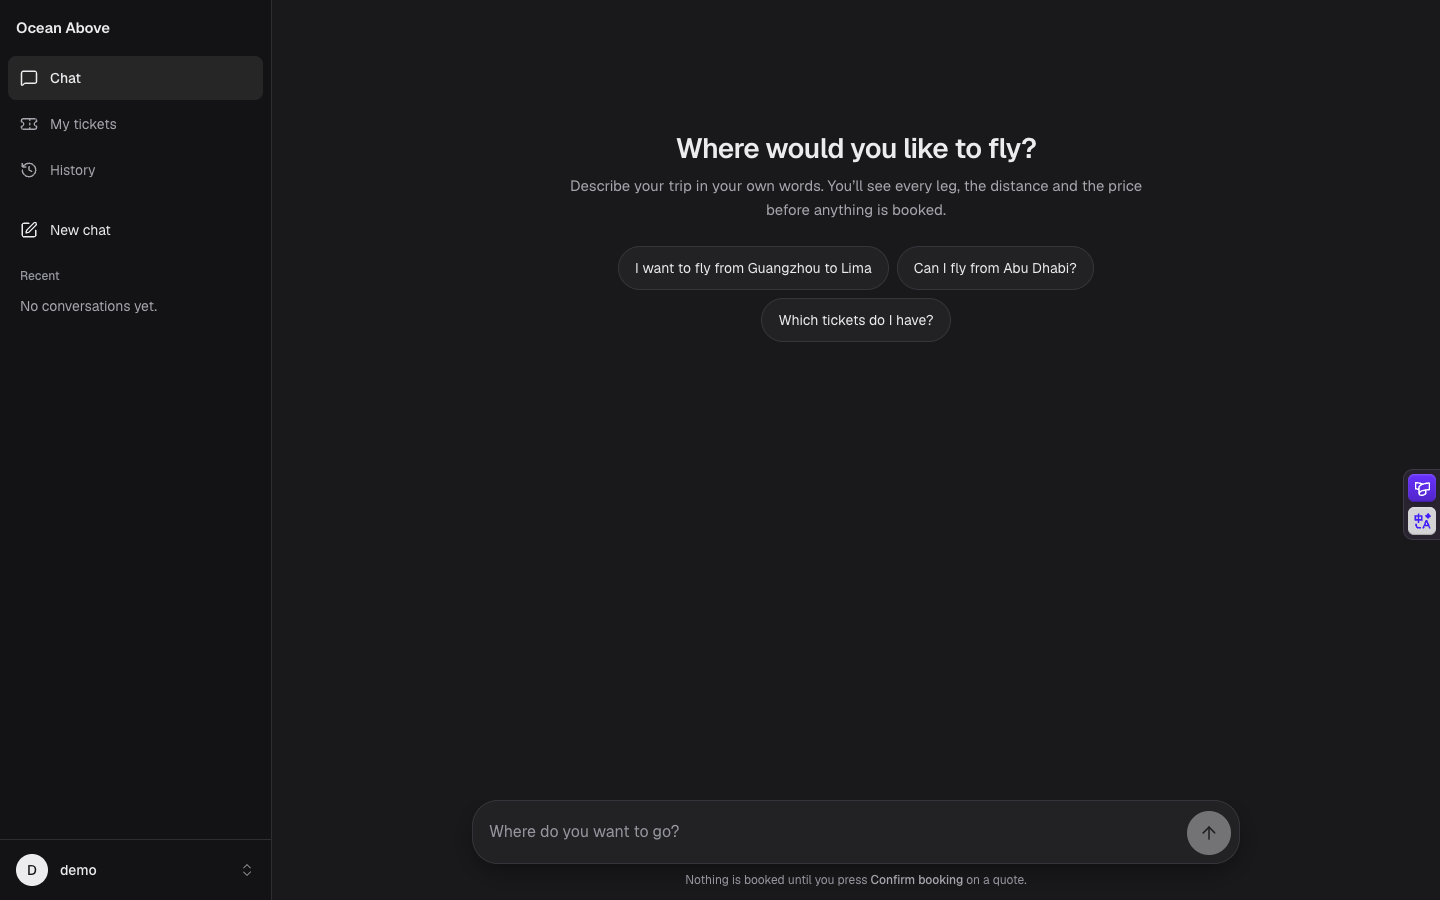 Ocean Above
Chat
My tickets
History
New chat
Recent
No conversations yet.
Where would you like to fly?
Describe your trip in your own words. You’ll see every leg, the distance and the price
before anything is booked.
I want to fly from Guangzhou to Lima
Can I fly from Abu Dhabi?
Which tickets do I have?
Where do you want to go?
Nothing is booked until you press Confirm booking on a quote.
D
demo